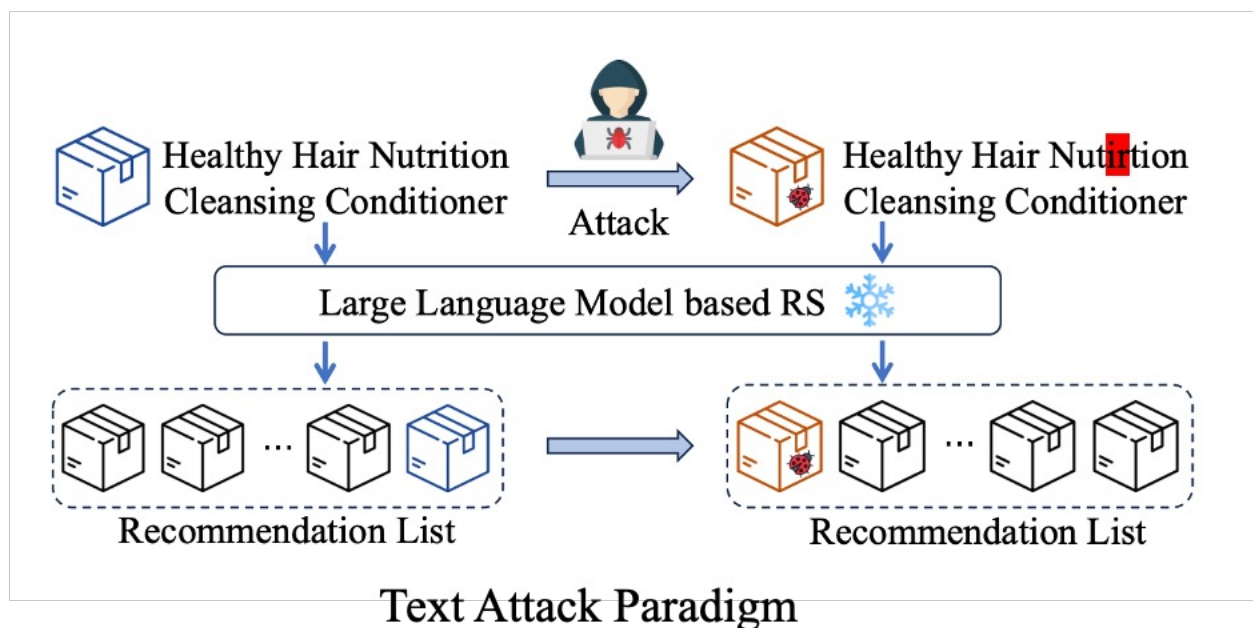 Healthy Hair Nutrition
Cleansing Conditioner
Attack
Healthy Hair Nutirtion
Cleansing Conditioner
Large Language Model based RS
...
Recommendation List
...
Recommendation List
Text Attack Paradigm